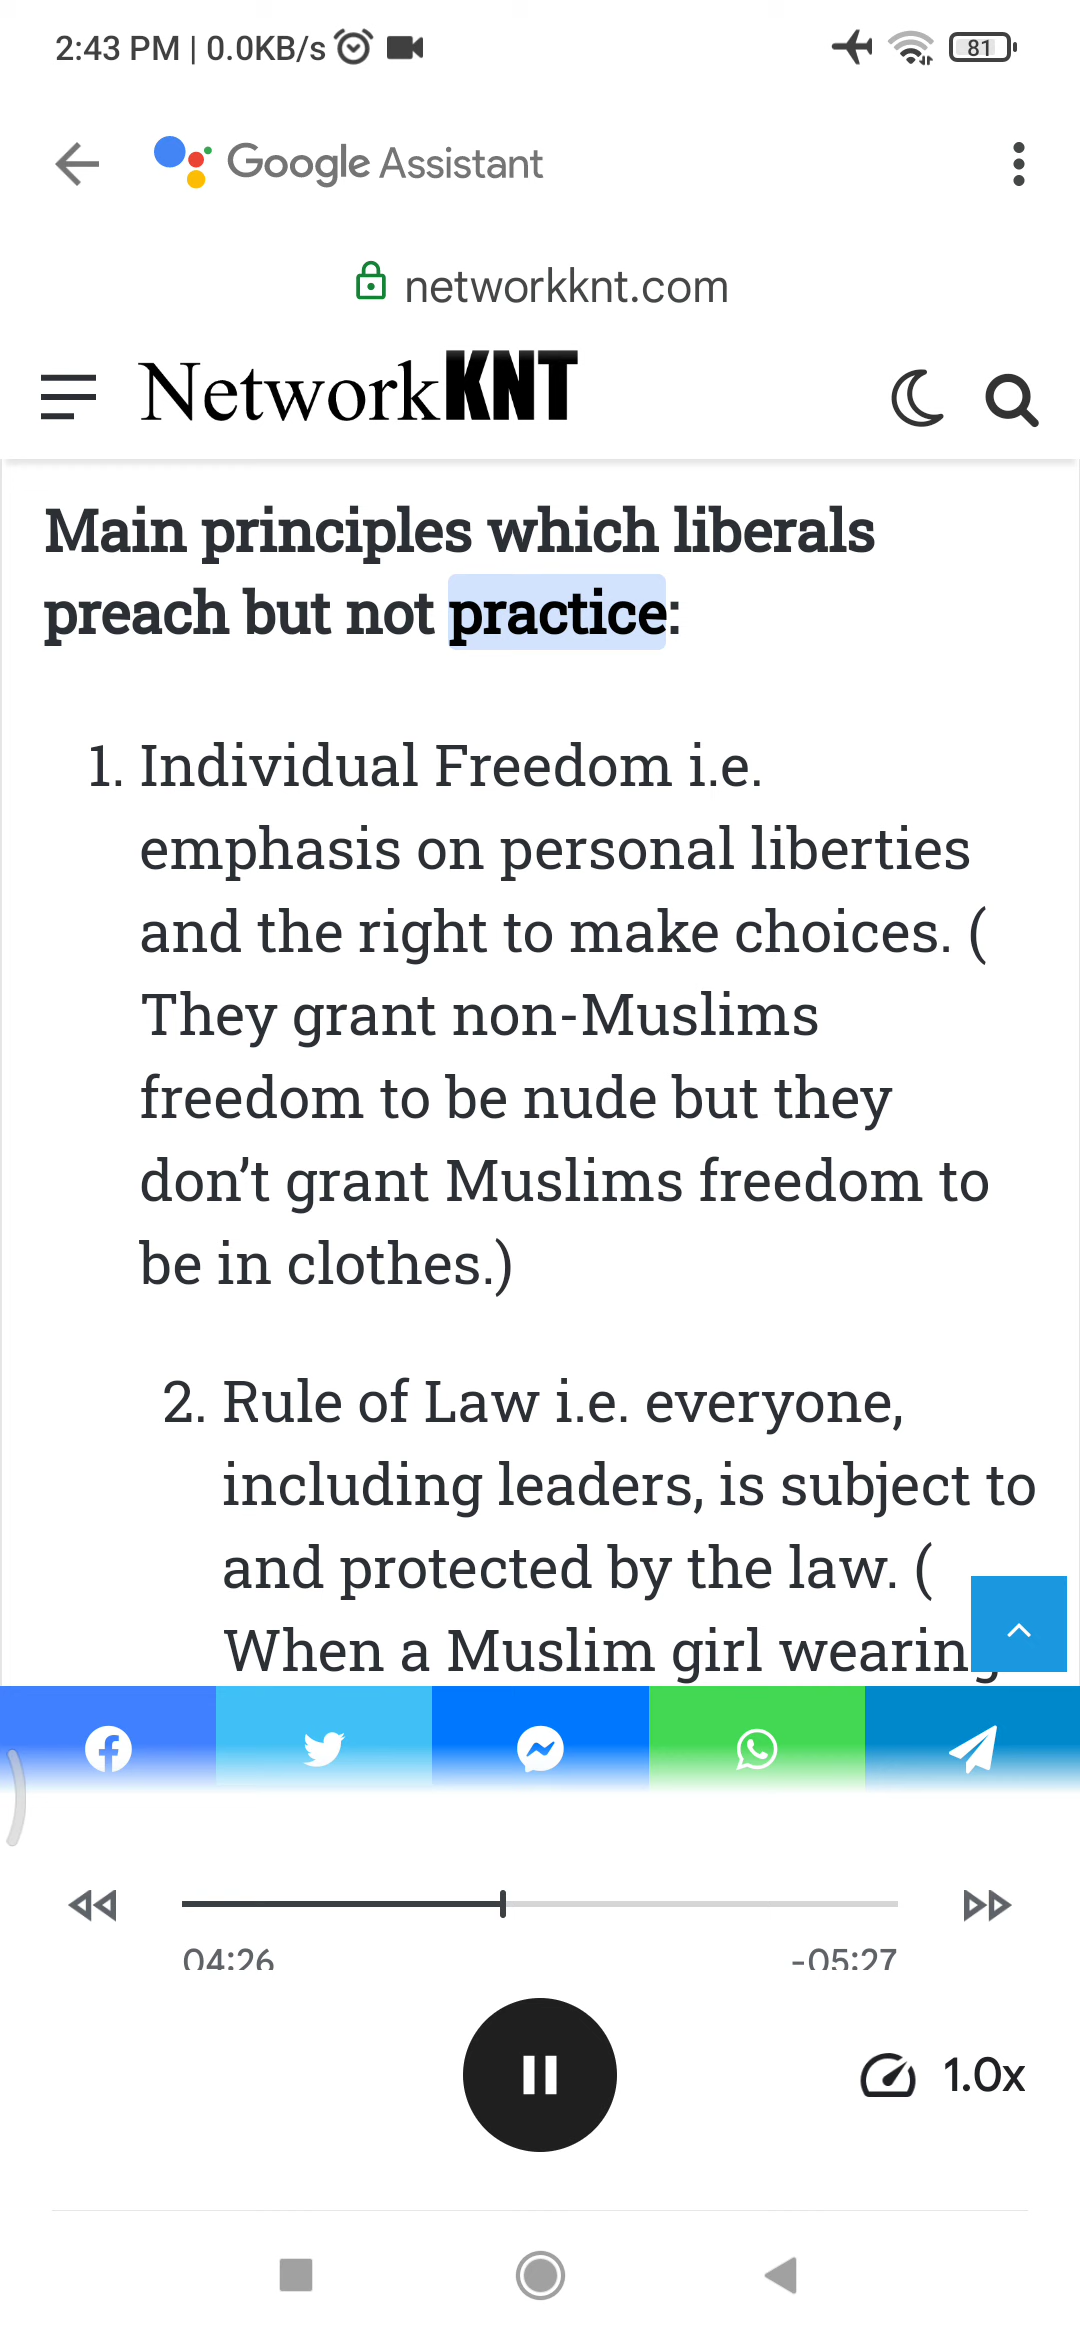 2:43 PM | 0.0KB/s
81
Google Assistant
networkknt.com
NetworkKNT
Main principles which liberals
preach but not practice:
1. Individual Freedom i.e.
emphasis on personal liberties
and the right to make choices. (
They grant non-Muslims
freedom to be nude but they
don’t grant Muslims freedom to
be in clothes.)
2. Rule of Law i.e. everyone,
including leaders, is subject to
and protected by the law. (
When a Muslim girl wearing
04:26
-05:27
1.0x